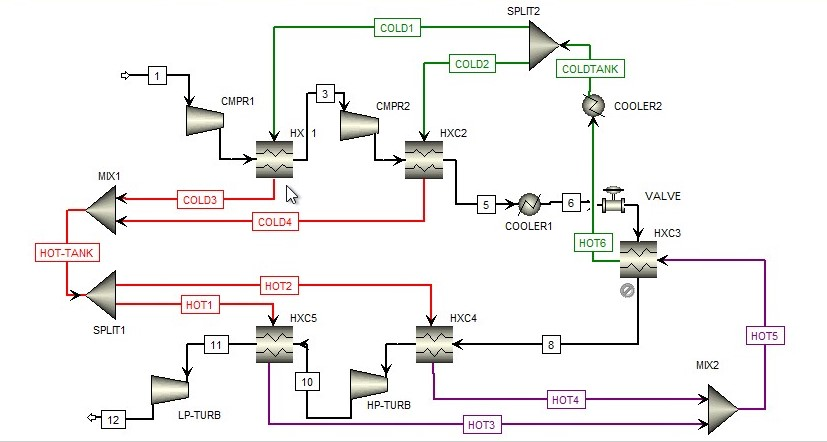 SPLIT2
COLD1
COLD2
COLDTANK
1
CMPR1
3
CMPR2
COOLER2
HX 1
HXC2
MIX1
COLD3
COLD4
5
COOLER1
6
VALVE
HOT6
HXC3
HOT-TANK
HOT2
HOT1
SPLIT1
HXC5
HXC4
11
8
HOT5
10
MIX2
LP-TURB
HP-TURB
HOT4
12
HOT3